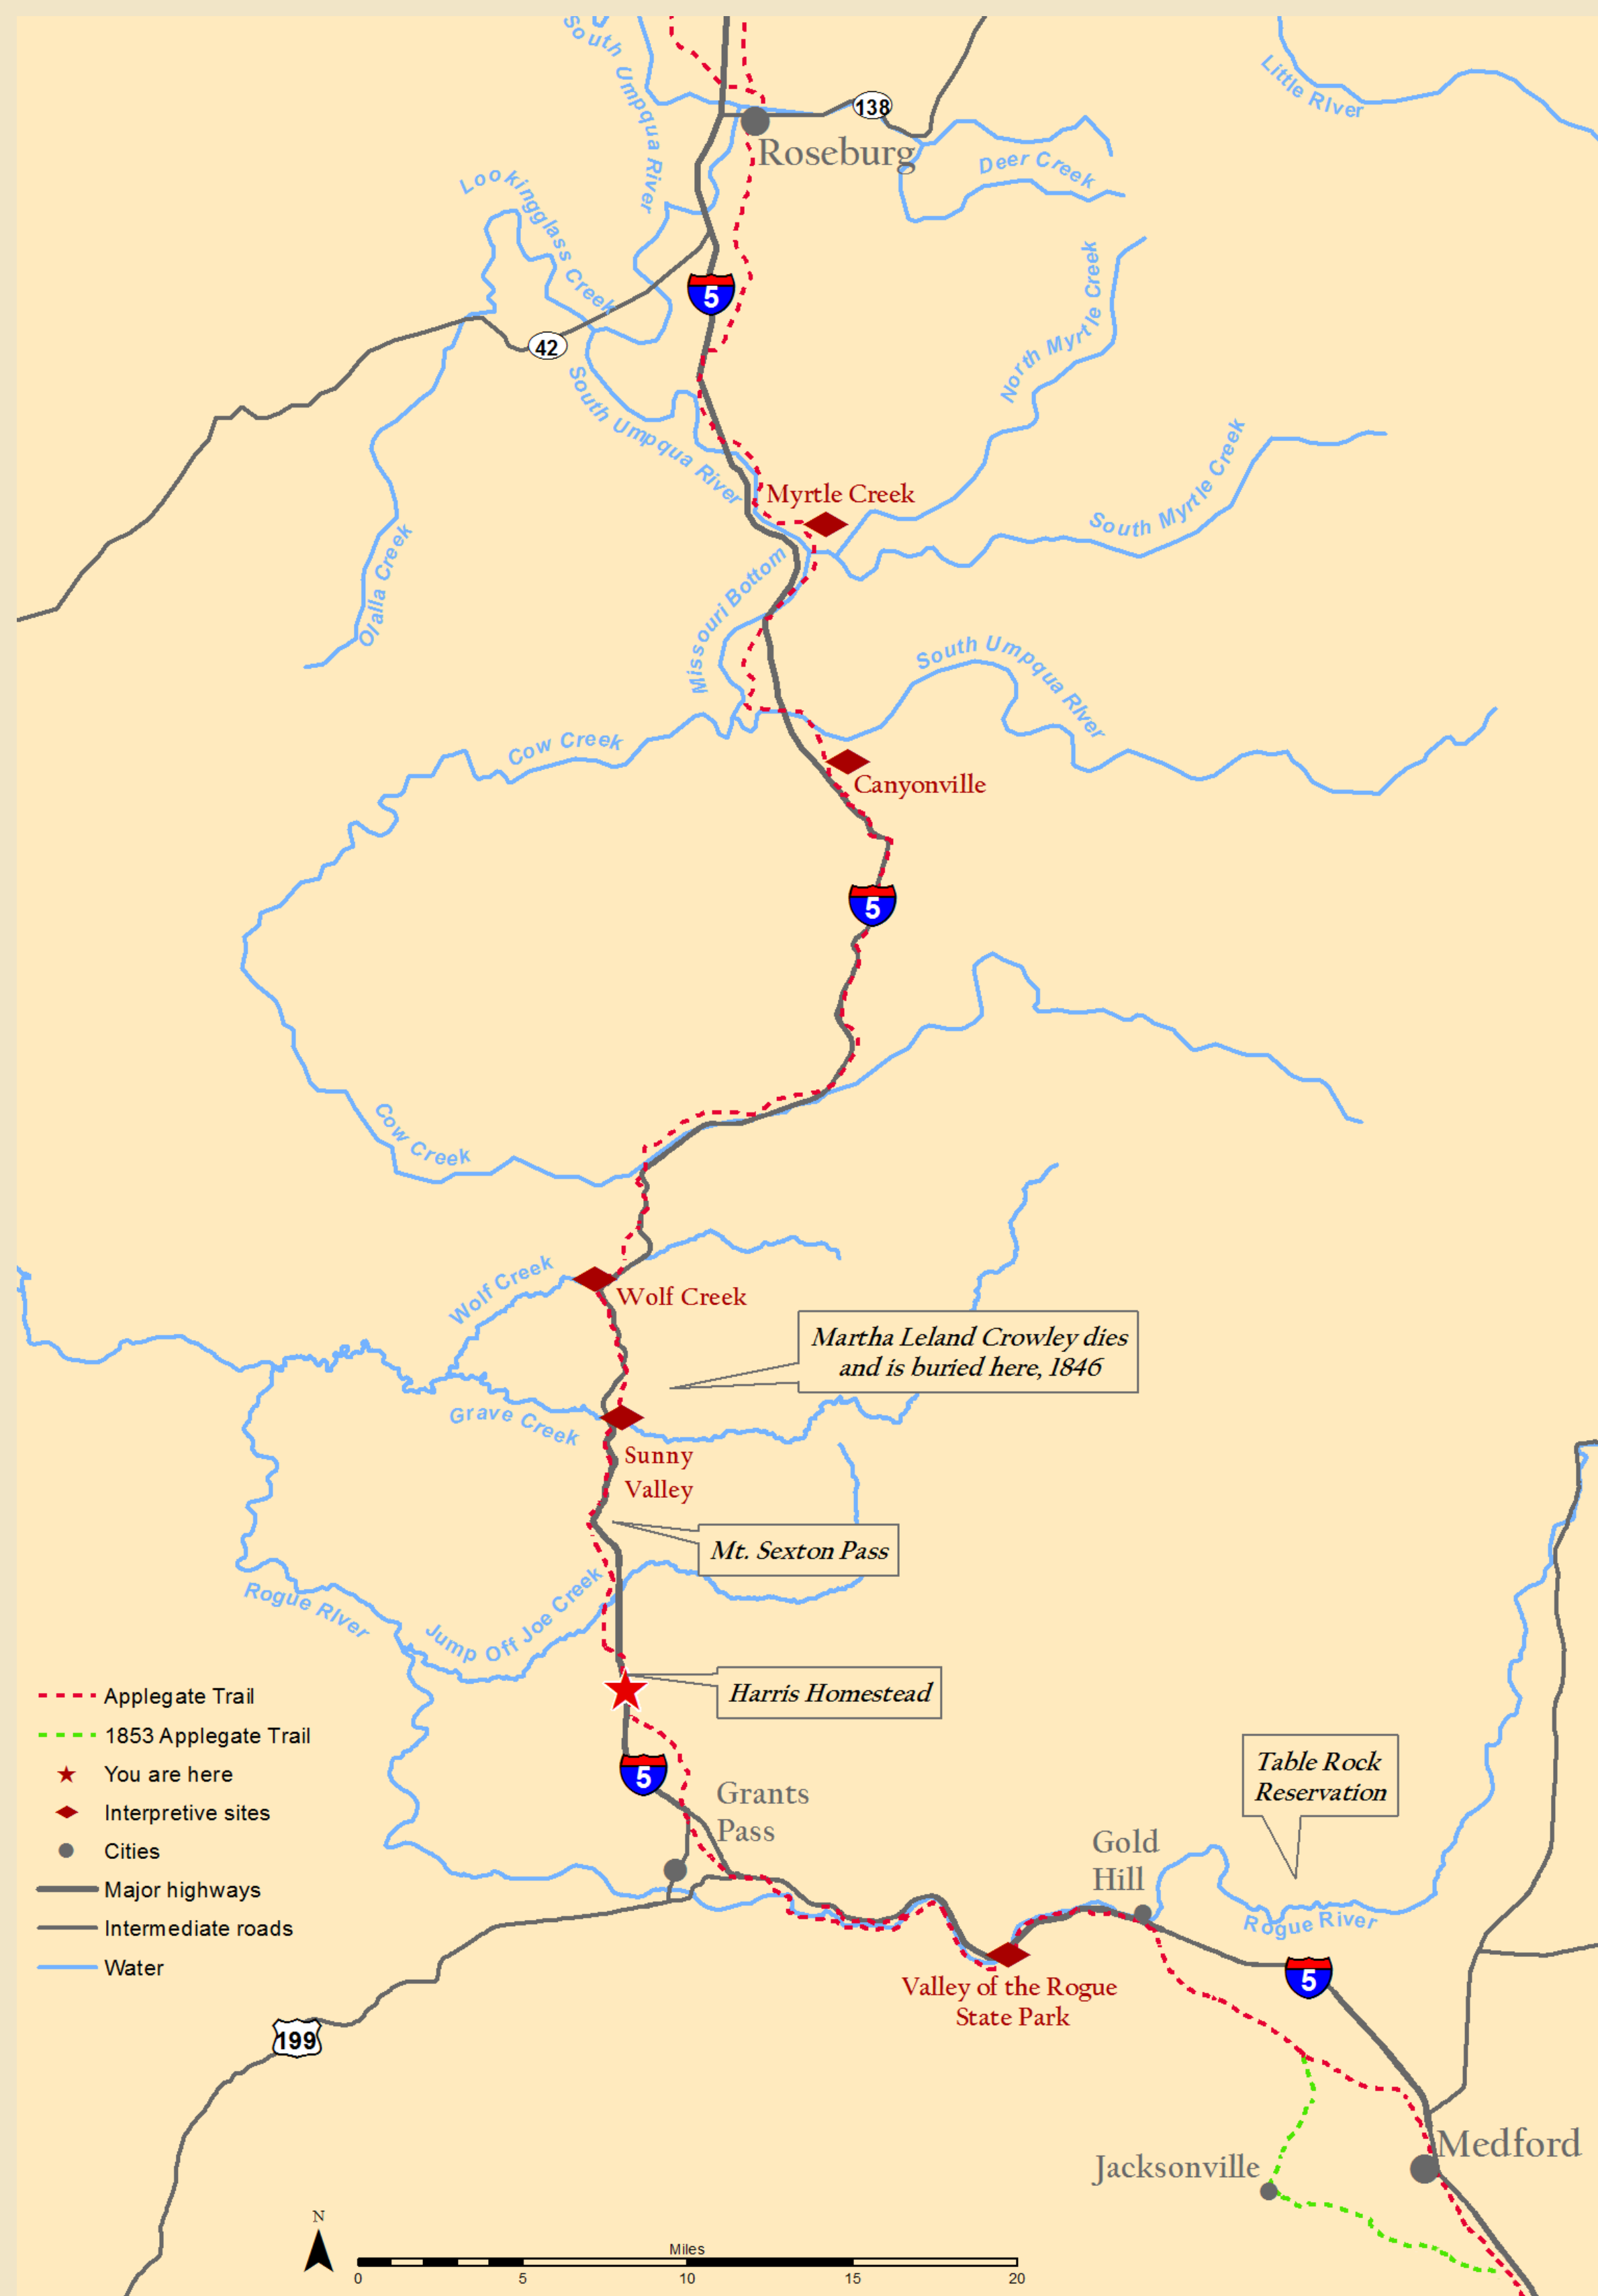 South Umpqua River
138
Roseburg
Little RIver
Deer Creek
Lookingglass Creek
5
42
North Myrtle Creek
South Umpqua River
Myrtle Creek
South Myrtle Creek
Olalla Creek
Missouri Bottom
South Umpqua RIver
Cow Creek
Canyonville
5
Cow Creek
Wolf Creek
Wolf Creek
Martha Leland Crowley dies
and is buried here, 1846
Grave Creek
Sunny
Valley
Mt. Sexton Pass
Rogue RIver
Jump Off Joe Creek
Harris Homestead
Applegate Trail
1853 Applegate Trail
You are here
Interpretive sites
Cities
Major highways
Intermediate roads
Water
5
Grants
Pass
Table Rock
Reservation
Gold
Hill
Rogue River
Valley of the Rogue
State Park
5
199
Medford
Jacksonville
N
Miles
0 5 10 15 20